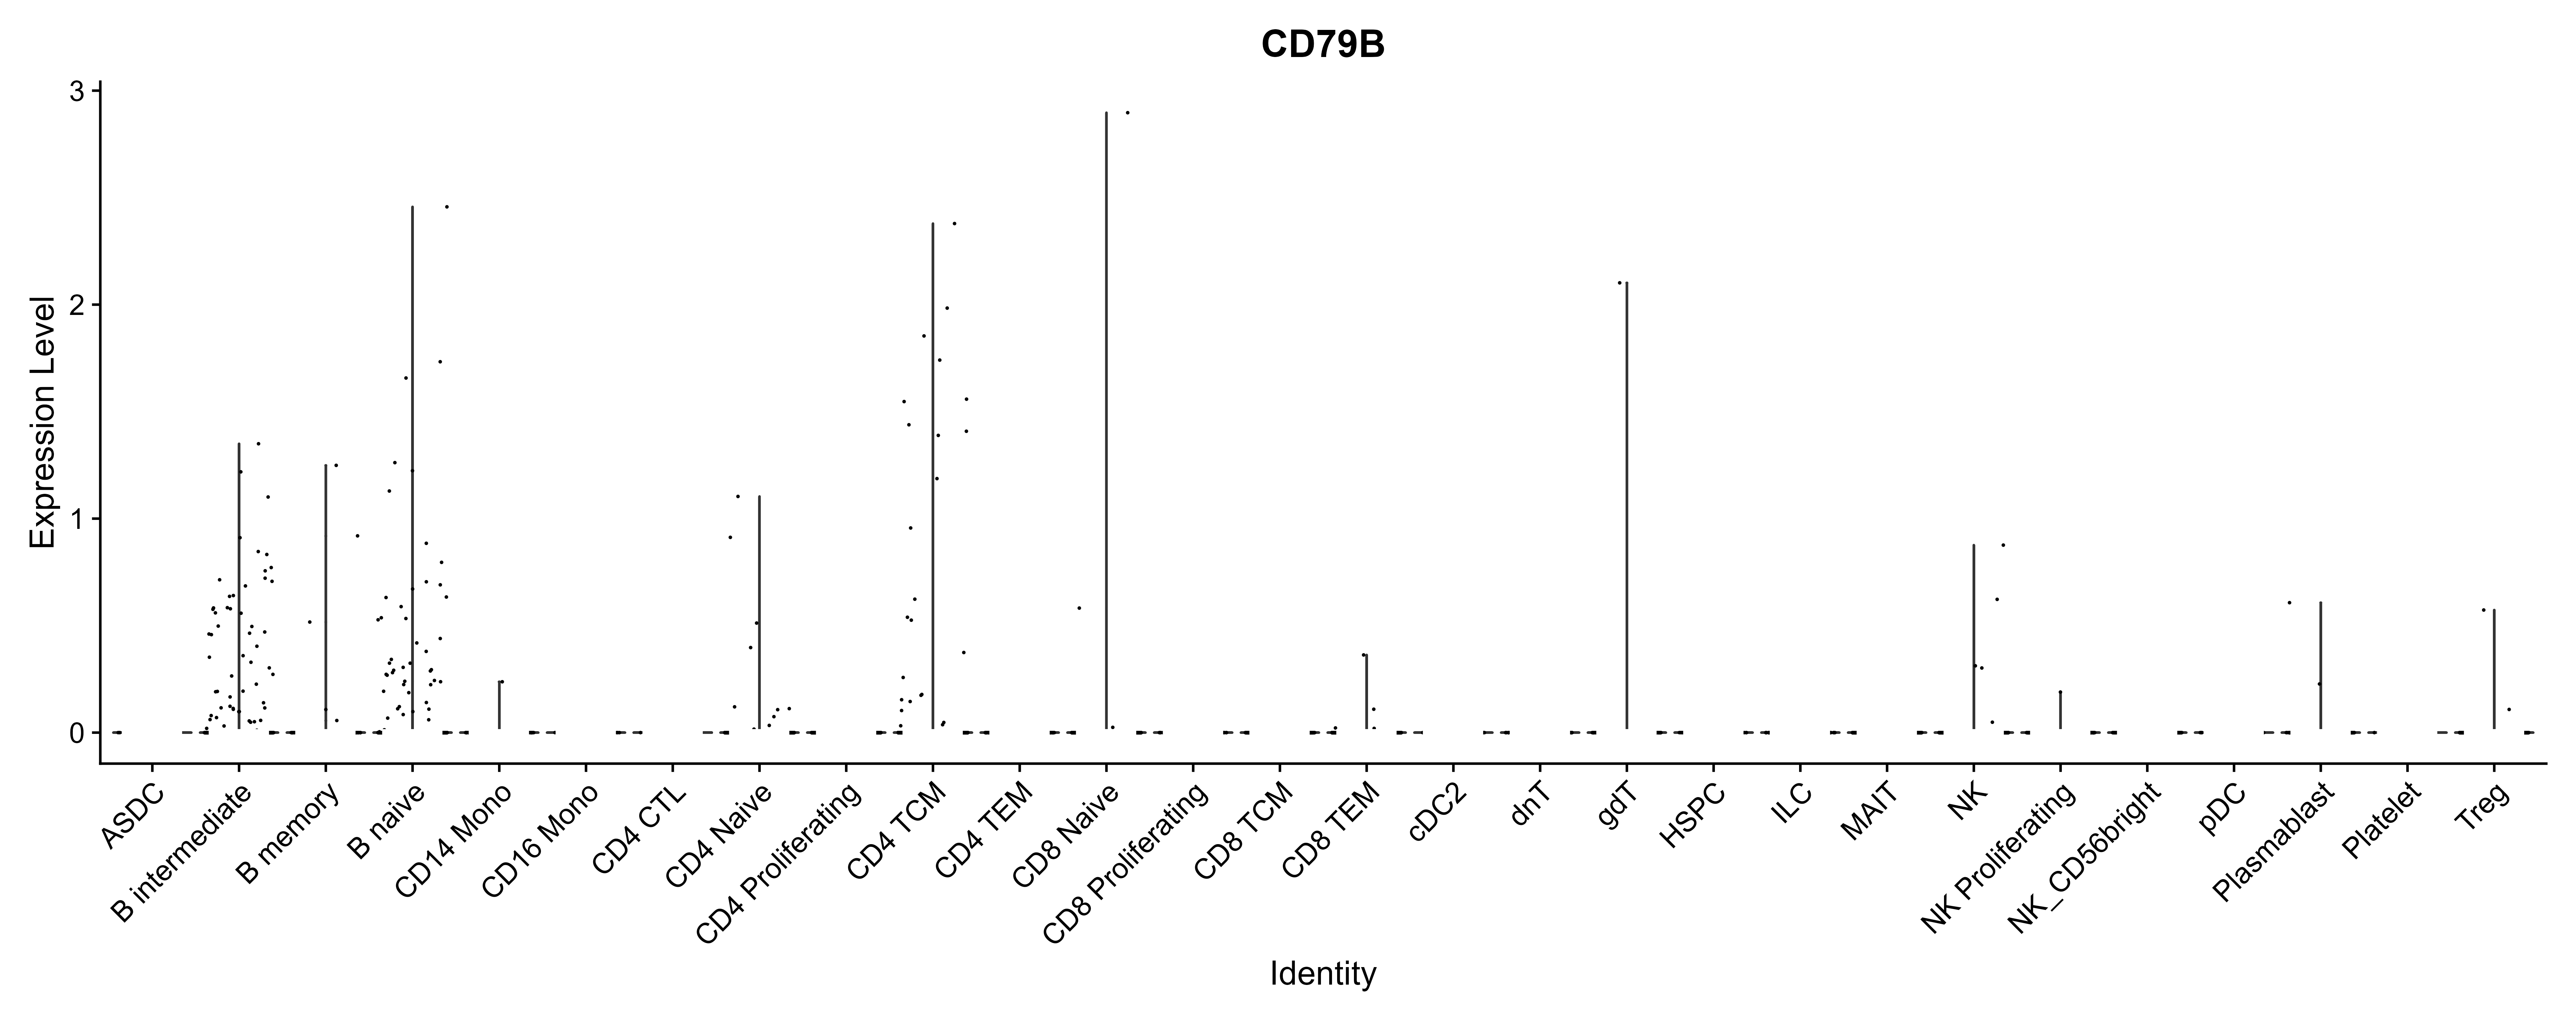 CD79B
Expression Level
3
2
1
0
ASDC
B intermediate
B memory
B naive
CD14 Mono
CD16 Mono
CD4 CTL
CD4 Naive
CD4 Proliferating
CD4 TCM
CD4 TEM
CD8 Naive
CD8 Proliferating
CD8 TCM
CD8 TEM
cDC2
dnT
gdT
HSPC
ILC
MAIT
NK
NK Proliferating
NK_CD56bright
pDC
Plasmablast
Platelet
Treg
Identity